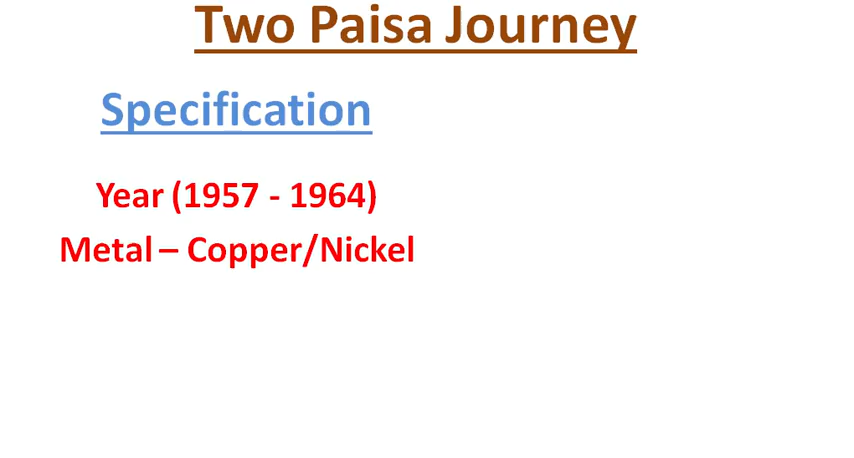 Two Paisa Journey
Specification
Year (1957 - 1964)
Metal – Copper/Nickel